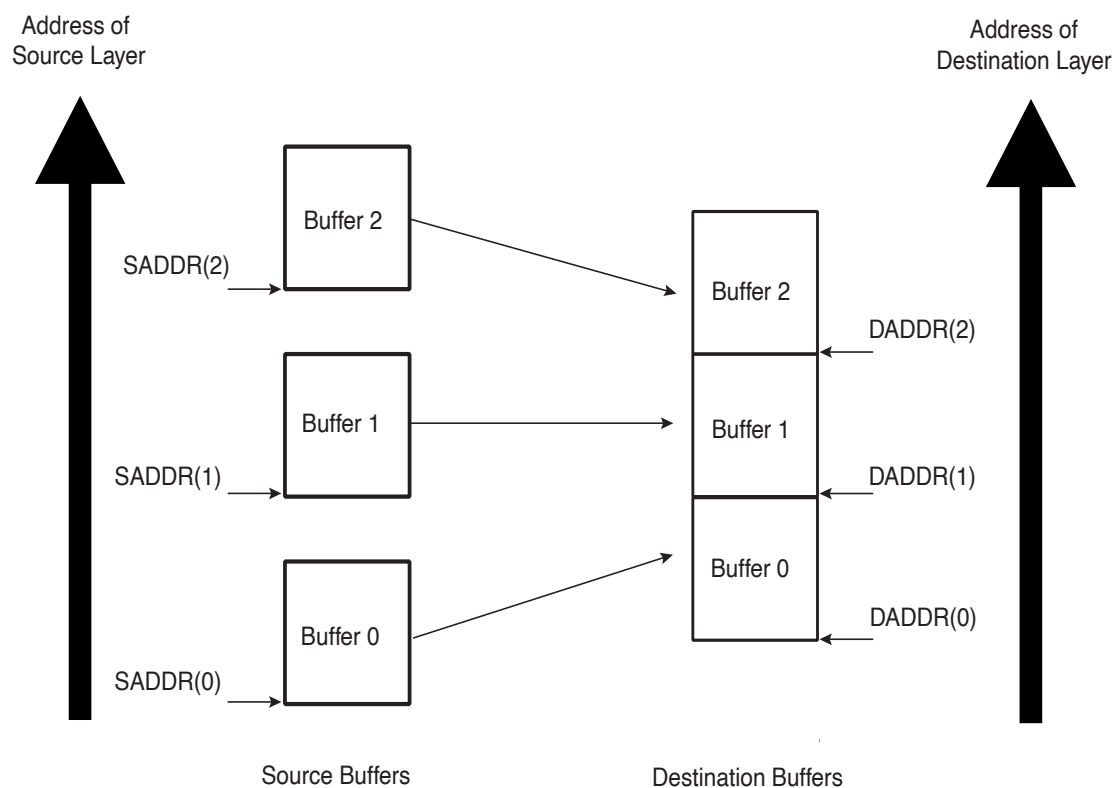 Address of
Source Layer
Address of
Destination Layer
Buffer 2
SADDR(2)
Buffer 2
DADDR(2)
Buffer 1
Buffer 1
SADDR(1)
DADDR(1)
Buffer 0
Buffer 0
DADDR(0)
SADDR(0)
Source Buffers
Destination Buffers